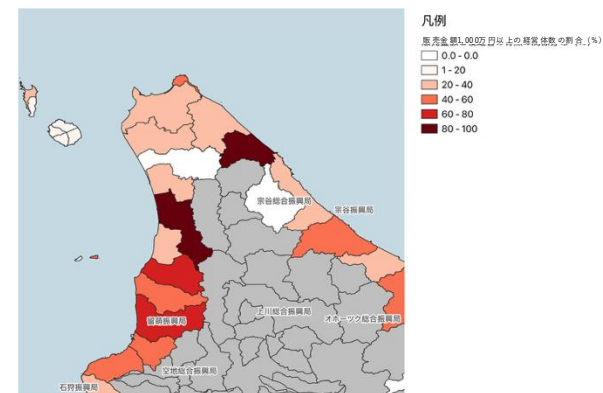 凡例
販売金額1,000万円以上の経営体数の割合 (%)
0.0 - 0.0
1 - 20
20 - 40
40 - 60
60 - 80
80 - 100
宗谷総合振興局
宗谷振興局
留萌振興局
上川総合振興局
オホーツク総合振興局
空知総合振興局
石狩振興局